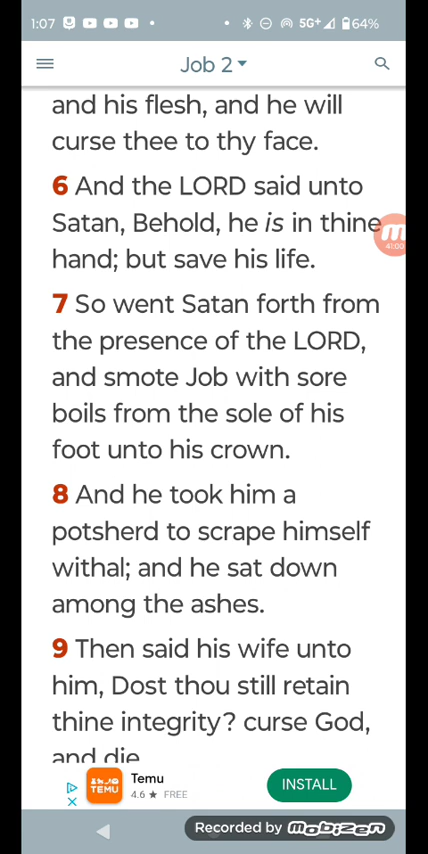 1:07 5G+ 64%
Job 2
and his flesh, and he will
curse thee to thy face.
6 And the LORD said unto
Satan, Behold, he is in thine
hand; but save his life.
41:00
7 So went Satan forth from
the presence of the LORD,
and smote Job with sore
boils from the sole of his
foot unto his crown.
8 And he took him a
potsherd to scrape himself
withal; and he sat down
among the ashes.
9 Then said his wife unto
him, Dost thou still retain
thine integrity? curse God,
and die
TEMU
Temu
4.6 ★ FREE
INSTALL
Recorded by mobizen